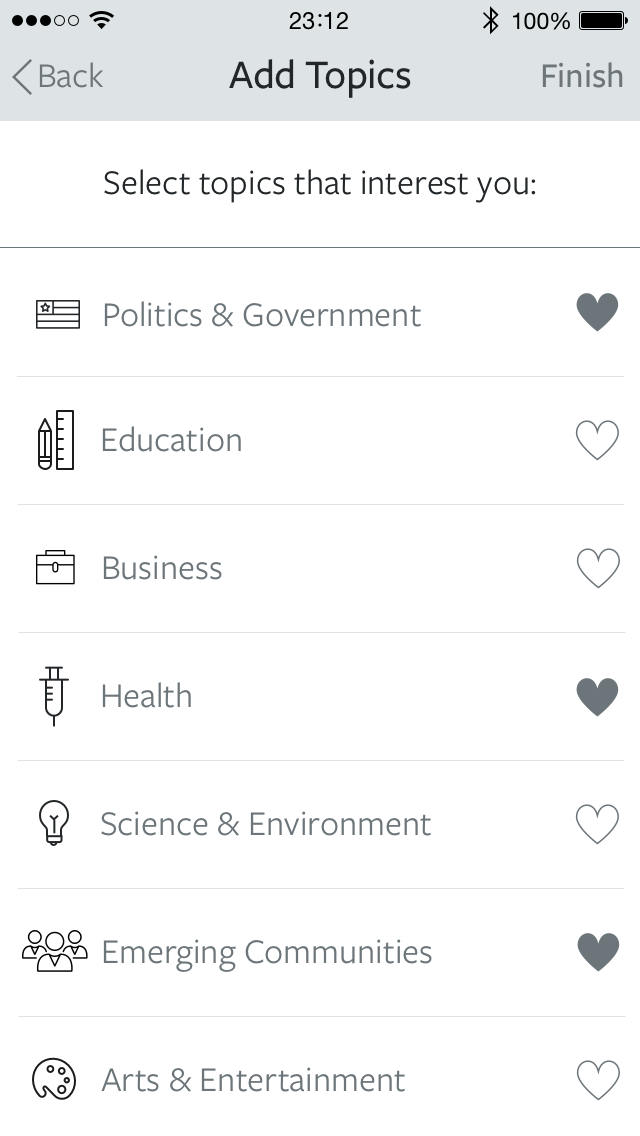 23:12 100%
Back Add Topics Finish
Select topics that interest you:
Politics & Government
Education
Business
Health
Science & Environment
Emerging Communities
Arts & Entertainment